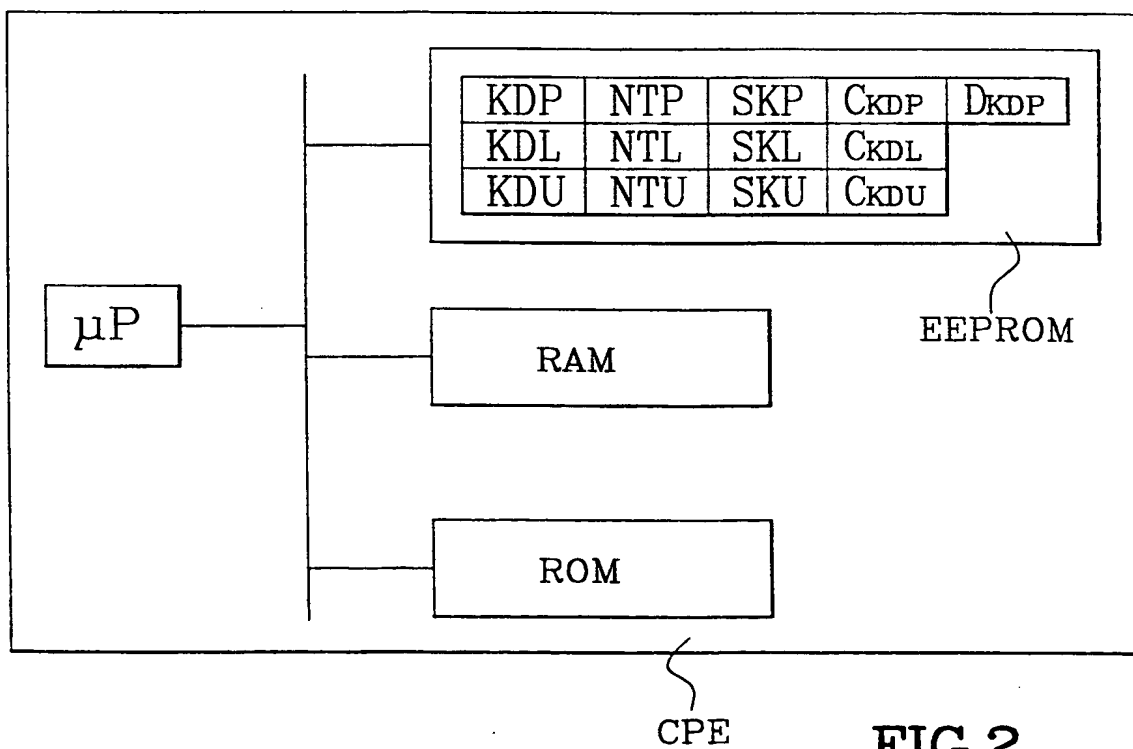 KDP NTP SKP CKDP DKDP
KDL NTL SKL CKDL
KDU NTU SKU CKDU
EEPROM
µP
RAM
ROM
CPE
FIG.2